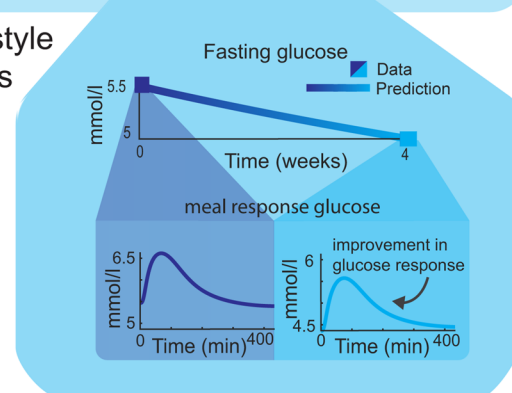 style
s
Fasting glucose
Data
Prediction
5.5
mmol/l
5
0
4
Time (weeks)
meal response glucose
6.5
mmol/l
5
0
400
Time (min)
improvement in
glucose response
6
mmol/l
4.5
0
400
Time (min)